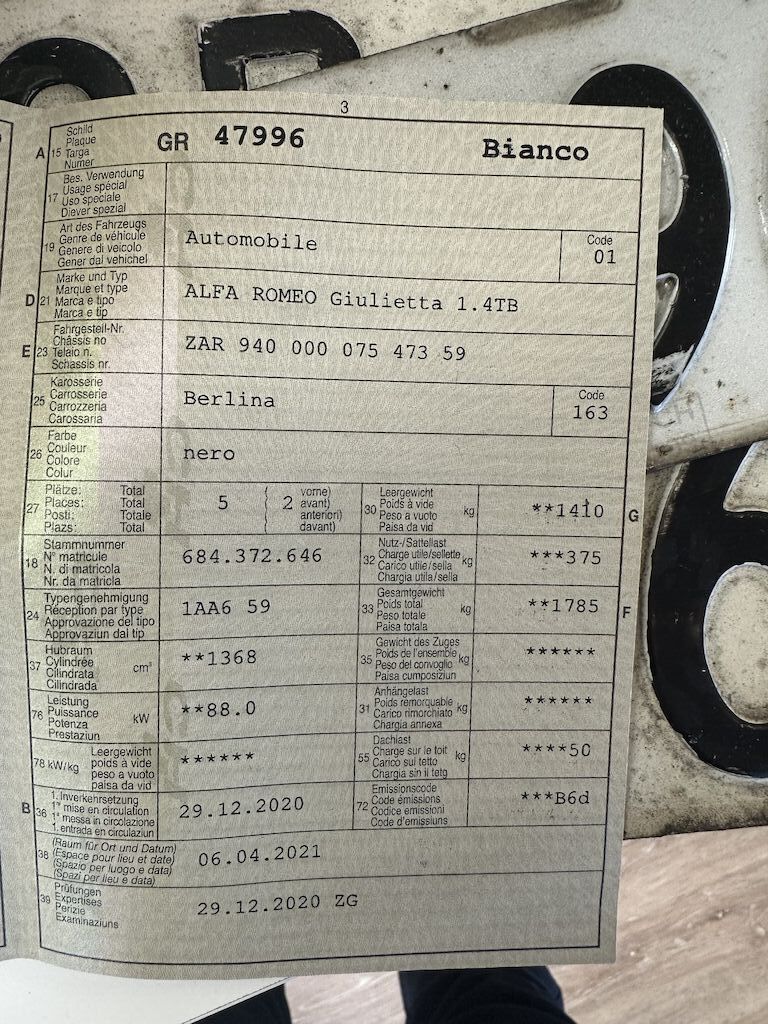 3
A 15 Schild
Plaque
Targa
Numer
GR 47996 Bianco
17 Bes. Verwendung
Usage spécial
Uso speciale
Diever spezial
19 Art des Fahrzeugs
Genre de véhicule
Genere di veicolo
Gener dal vehichel
Automobile
Code
01
D 21 Marke und Typ
Marque et type
Marca e tipo
Marca e tip
ALFA ROMEO Giulietta 1.4TB
E 23 Fahrgestell-Nr.
Châssis no
Telaio n.
Schassis nr.
ZAR 940 000 075 473 59
25 Karosserie
Carrosserie
Carrozzeria
Carossaria
Berlina
Code
163
26 Farbe
Couleur
Colore
Colur
nero
27 Plätze: Total
Places: Total
Posti: Totale
Plazs: Total
5 ( 2 vorne)
avant)
anteriori)
davant)
30 Leergewicht
Poids à vide
Peso a vuoto
Paisa da vid
kg
**1410
G
18 Stammnummer
N° matricule
N. di matricola
Nr. da matricla
684.372.646
32 Nutz-/Sattellast
Charge utile/sellette
Carico utile/sella
Chargia utila/sella
kg
***375
24 Typengenehmigung
Réception par type
Approvazione del tipo
Approvaziun dal tip
1AA6 59
33 Gesamtgewicht
Poids total
Peso totale
Paisa totala
kg
**1785
F
37 Hubraum
Cylindrée
Cilindrata
Cilindrada
cm³
**1368
35 Gewicht des Zuges
Poids de l'ensemble
Peso del convoglio
Paisa cumposiziun
kg
******
76 Leistung
Puissance
Potenza
Prestaziun
kW
**88.0
31 Anhängelast
Poids remorquable
Carico rimorchiato
Chargia annexa
kg
******
78 kW/kg Leergewicht
poids à vide
peso a vuoto
paisa da vid
******
55 Dachlast
Charge sur le toit
Carico sul tetto
Chargia sin il tetg
kg
****50
B 36 1. Inverkehrsetzung
1re mise en circulation
1a messa in circolazione
1. entrada en circulaziun
29.12.2020
72 Emissionscode
Code émissions
Codice emissioni
Code d'emissiuns
***B6d
38 (Raum für Ort und Datum)
(Espace pour lieu et date)
(Spazio per luogo e data)
(Spazi per lieu e data)
06.04.2021
39 Prüfungen
Expertises
Perizie
Examinaziuns
29.12.2020 ZG